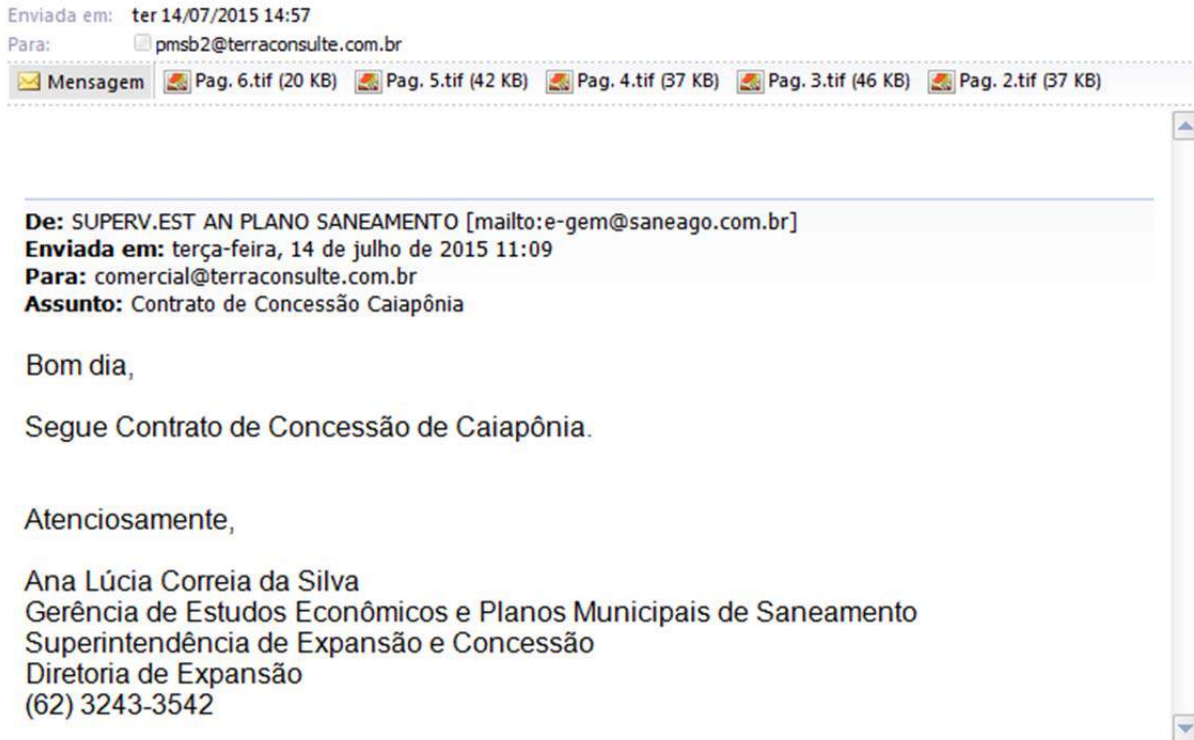 Enviada em: ter 14/07/2015 14:57
Para: pmsb2@terraconsulte.com.br
Mensagem Pag. 6.tif (20 KB) Pag. 5.tif (42 KB) Pag. 4.tif (37 KB) Pag. 3.tif (46 KB) Pag. 2.tif (37 KB)
De: SUPERV.EST AN PLANO SANEAMENTO [mailto:e-gem@saneago.com.br]
Enviada em: terça-feira, 14 de julho de 2015 11:09
Para: comercial@terraconsulte.com.br
Assunto: Contrato de Concessão Caiapônia
Bom dia,
Segue Contrato de Concessão de Caiapônia.
Atenciosamente,
Ana Lúcia Correia da Silva
Gerência de Estudos Econômicos e Planos Municipais de Saneamento
Superintendência de Expansão e Concessão
Diretoria de Expansão
(62) 3243-3542